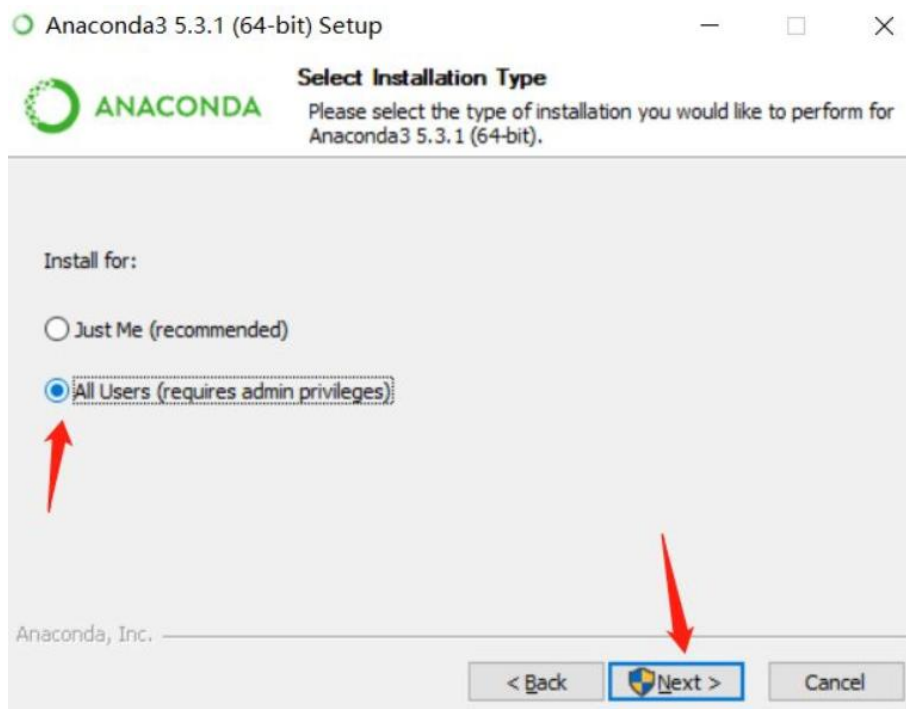 Anaconda3 5.3.1 (64-bit) Setup
ANACONDA
Select Installation Type
Please select the type of installation you would like to perform for
Anaconda3 5.3.1 (64-bit).
Install for:
Just Me (recommended)
All Users (requires admin privileges)
Anaconda, Inc.
< Back
Next >
Cancel